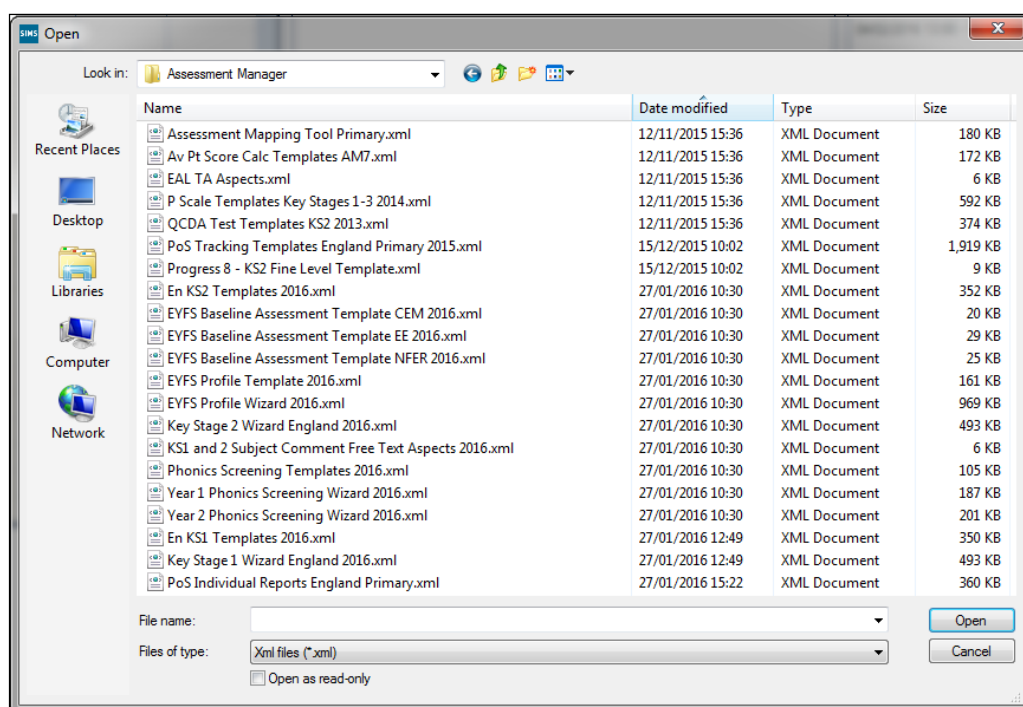 SIMS Open
Look in: Assessment Manager
Name Date modified Type Size
Assessment Mapping Tool Primary.xml 12/11/2015 15:36 XML Document 180 KB
Av Pt Score Calc Templates AM7.xml 12/11/2015 15:36 XML Document 172 KB
EAL TA Aspects.xml 12/11/2015 15:36 XML Document 6 KB
P Scale Templates Key Stages 1-3 2014.xml 12/11/2015 15:36 XML Document 592 KB
QCDA Test Templates KS2 2013.xml 12/11/2015 15:36 XML Document 374 KB
PoS Tracking Templates England Primary 2015.xml 15/12/2015 10:02 XML Document 1,919 KB
Progress 8 - KS2 Fine Level Template.xml 15/12/2015 10:02 XML Document 9 KB
En KS2 Templates 2016.xml 27/01/2016 10:30 XML Document 352 KB
EYFS Baseline Assessment Template CEM 2016.xml 27/01/2016 10:30 XML Document 20 KB
EYFS Baseline Assessment Template EE 2016.xml 27/01/2016 10:30 XML Document 29 KB
EYFS Baseline Assessment Template NFER 2016.xml 27/01/2016 10:30 XML Document 25 KB
EYFS Profile Template 2016.xml 27/01/2016 10:30 XML Document 161 KB
EYFS Profile Wizard 2016.xml 27/01/2016 10:30 XML Document 969 KB
Key Stage 2 Wizard England 2016.xml 27/01/2016 10:30 XML Document 493 KB
KS1 and 2 Subject Comment Free Text Aspects 2016.xml 27/01/2016 10:30 XML Document 6 KB
Phonics Screening Templates 2016.xml 27/01/2016 10:30 XML Document 105 KB
Year 1 Phonics Screening Wizard 2016.xml 27/01/2016 10:30 XML Document 187 KB
Year 2 Phonics Screening Wizard 2016.xml 27/01/2016 10:30 XML Document 201 KB
En KS1 Templates 2016.xml 27/01/2016 12:49 XML Document 350 KB
Key Stage 1 Wizard England 2016.xml 27/01/2016 12:49 XML Document 493 KB
PoS Individual Reports England Primary.xml 27/01/2016 15:22 XML Document 360 KB
Recent Places
Desktop
Libraries
Computer
Network
File name: Open
Files of type: Xml files (*.xml) Cancel
Open as read-only